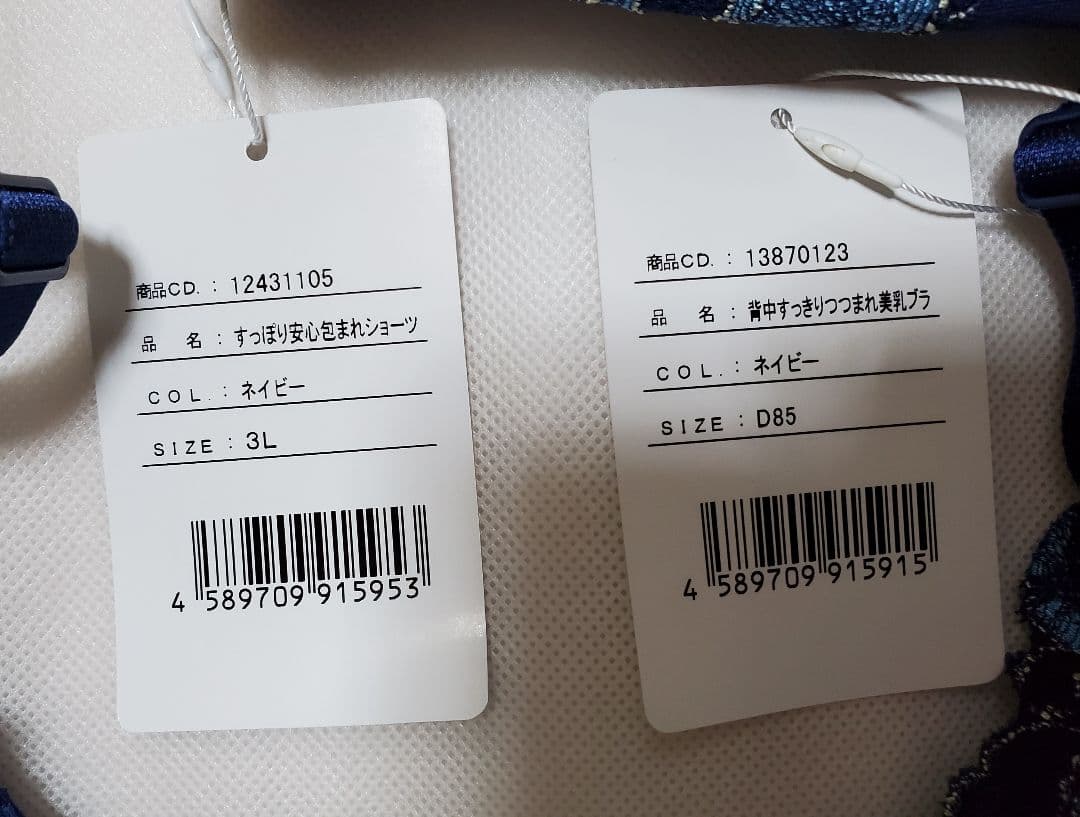 商品CD. : 12431105
品 名 : すっぽり安心包まれショーツ
COL. : ネイビー
SIZE : 3L
4 589709 915953
商品CD. : 13870123
品 名 : 背中すっきりつつまれ美乳ブラ
COL. : ネイビー
SIZE : D85
4 589709 915915